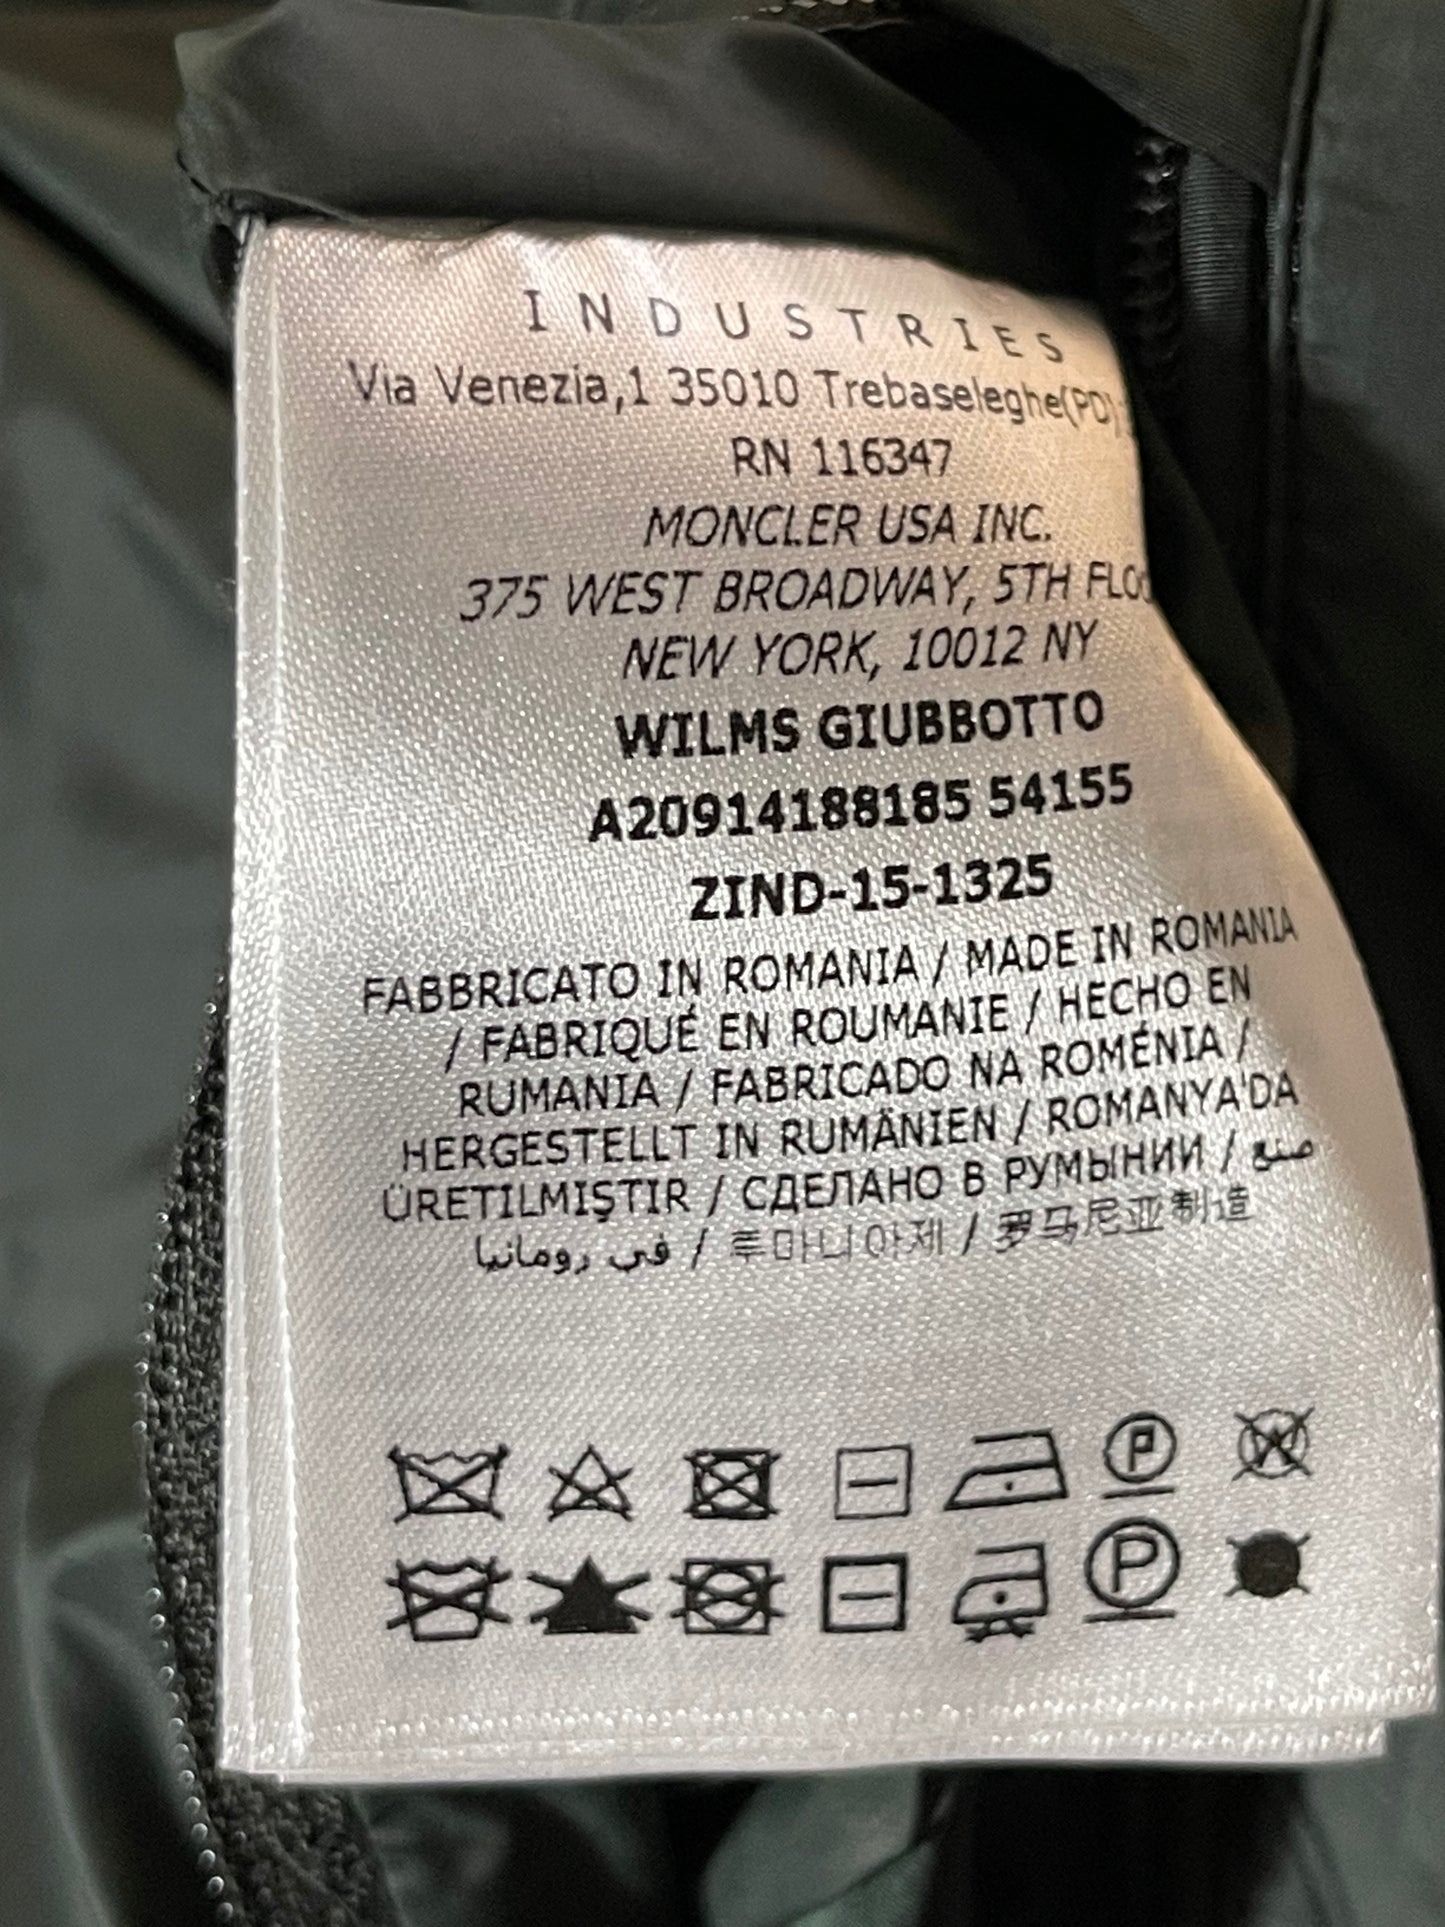 INDUSTRIES
Via Venezia,1 35010 Trebaseleghe(PD)
RN 116347
MONCLER USA INC.
375 WEST BROADWAY, 5TH
NEW YORK, 10012 NY
WILMS GIUBBOTTO
A20914188185 54155
ZIND-15-1325
FABBRICATO IN ROMANIA / MADE IN ROMANIA
/ FABRIQUÉ EN ROUMANIE / HECHO EN
RUMANIA / FABRICADO NA ROMÉNIA /
HERGESTELLT IN RUMÄNIEN / ROMANYA'DA
ÜRETILMIŞTIR / СДЕЛАНО В РУМЫНИИ / صنع
في رومانيا / 루마니아제 / 罗马尼亚制造
P W
P